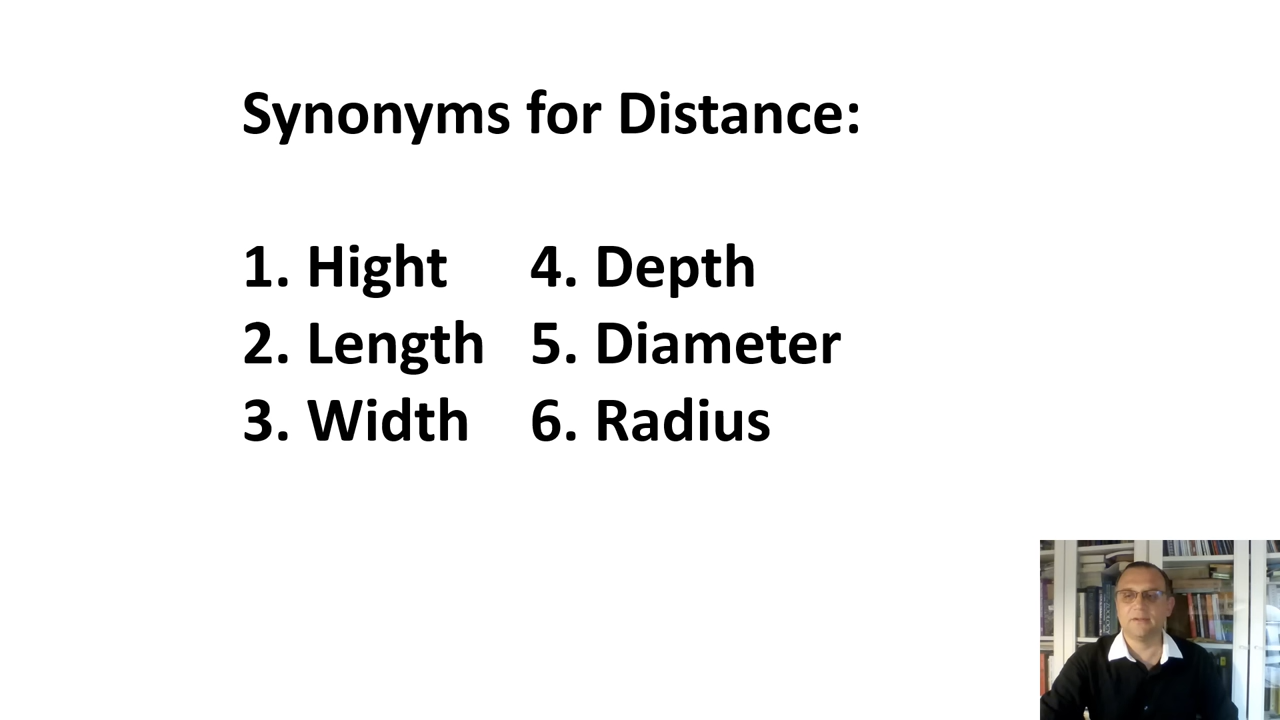 Synonyms for Distance:
1. Hight 4. Depth
2. Length 5. Diameter
3. Width 6. Radius